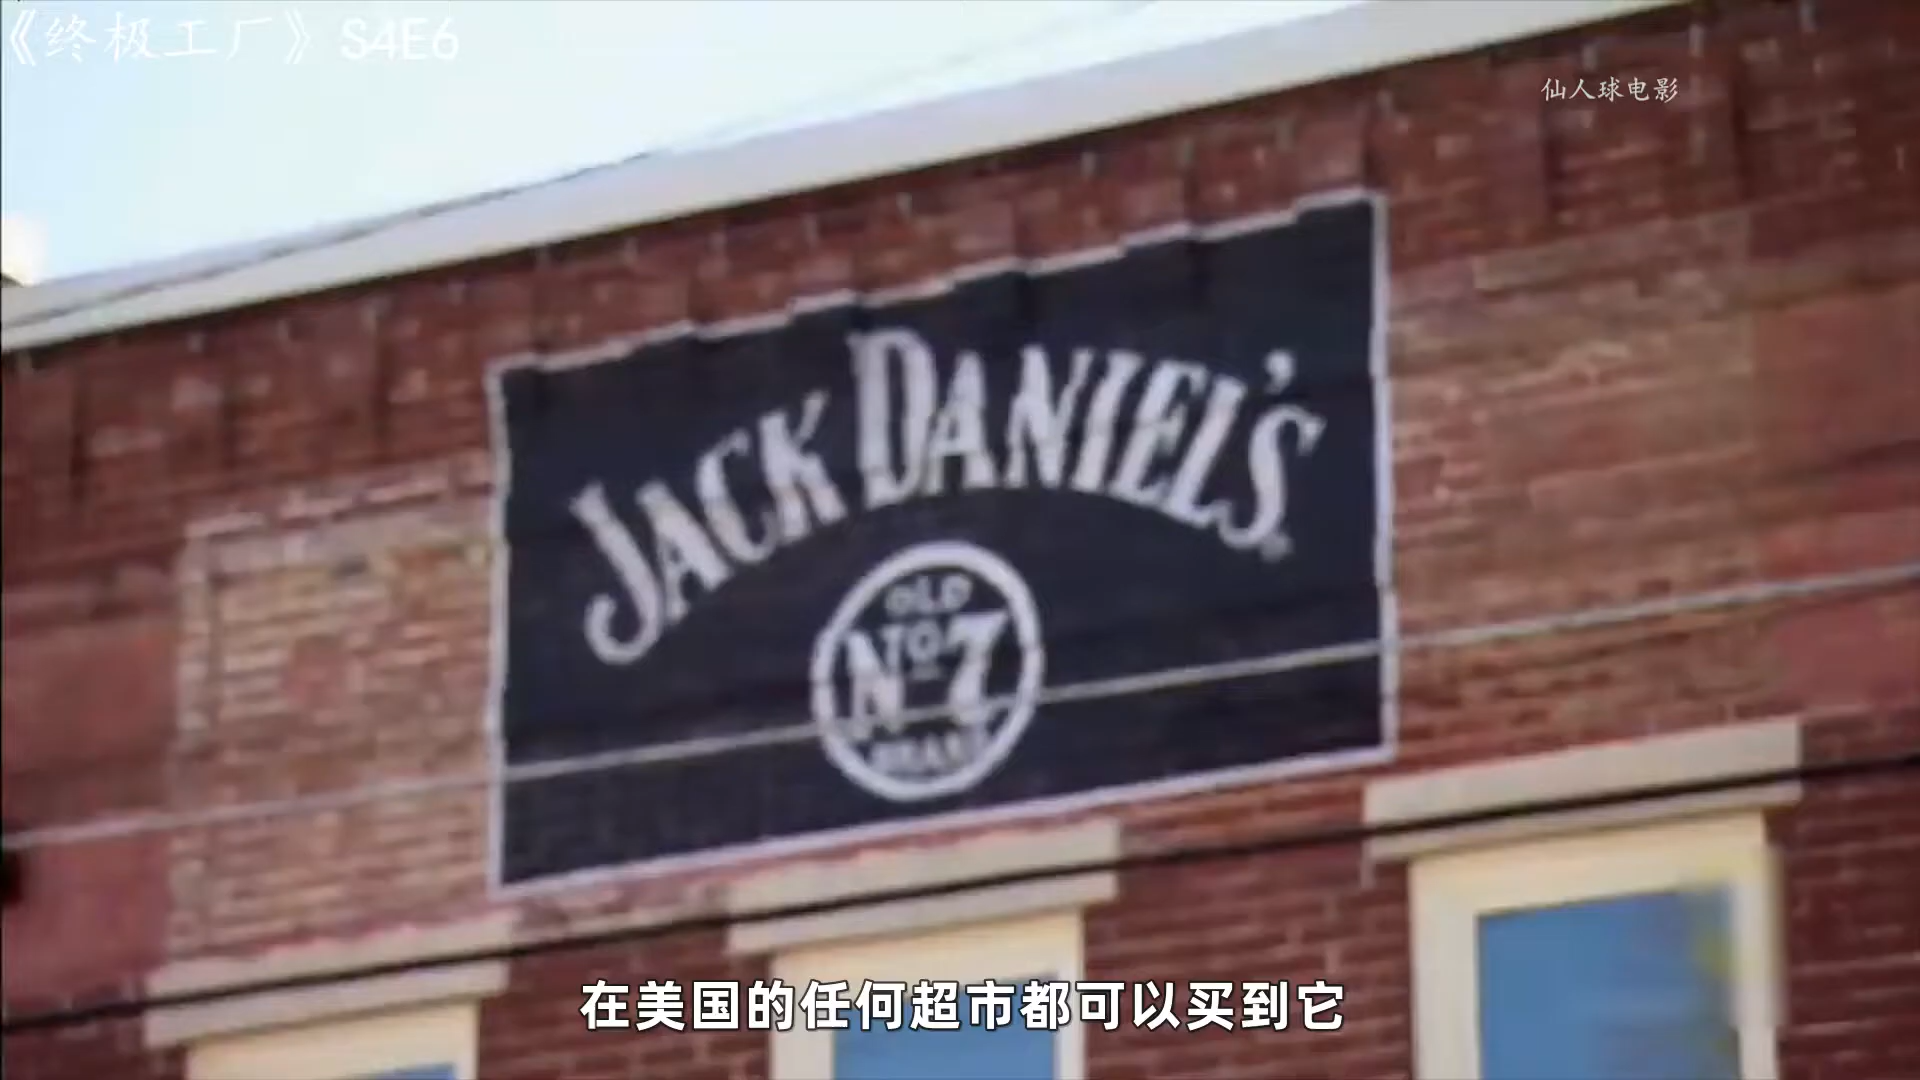 《终极工厂》S4E6
仙人球电影
JACK DANIEL'S
OLD
No 7
BRAND
在美国的任何超市都可以买到它